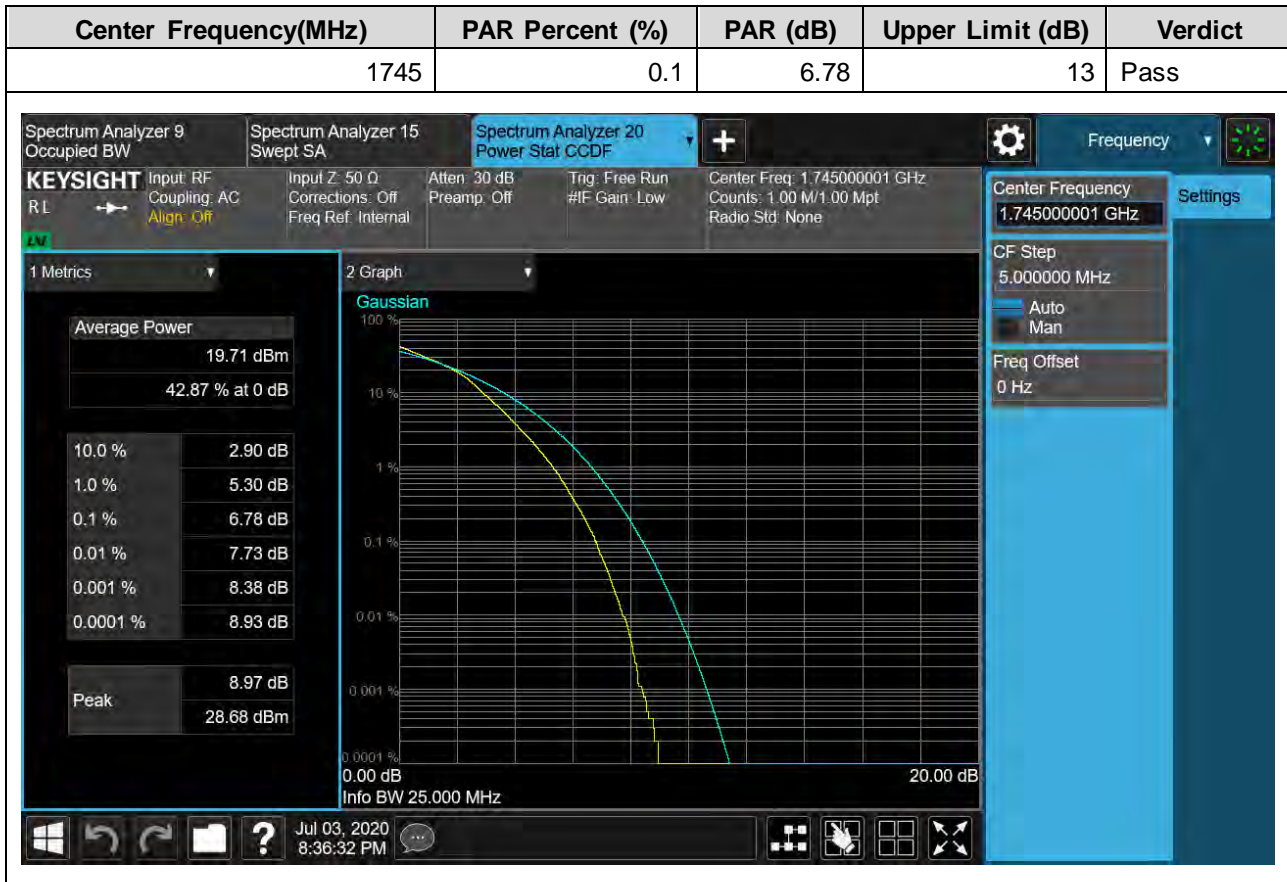 Center Frequency(MHz) PAR Percent (%) PAR (dB) Upper Limit (dB) Verdict
1745 0.1 6.78 13 Pass
Spectrum Analyzer 9 Spectrum Analyzer 15 Spectrum Analyzer 20
Occupied BW Swept SA Power Stat CCDF
Frequency
KEYSIGHT Input: RF Input Z: 50 Ω Atten: 30 dB Trig: Free Run Center Freq: 1.745000001 GHz
RL Coupling: AC Corrections: Off Preamp: Off #IF Gain: Low Counts: 1.00 M/1.00 Mpt
Align: Off Freq Ref: Internal Radio Std: None
Center Frequency
1.745000001 GHz
Settings
CF Step
5.000000 MHz
Auto
Man
Freq Offset
0 Hz
1 Metrics
Average Power
19.71 dBm
42.87 % at 0 dB
10.0 % 2.90 dB
1.0 % 5.30 dB
0.1 % 6.78 dB
0.01 % 7.73 dB
0.001 % 8.38 dB
0.0001 % 8.93 dB
Peak 8.97 dB
28.68 dBm
2 Graph
Gaussian
100 %
10 %
1 %
0.1 %
0.01 %
0.001 %
0.0001 %
0.00 dB 20.00 dB
Info BW 25.000 MHz
? Jul 03, 2020
8:36:32 PM